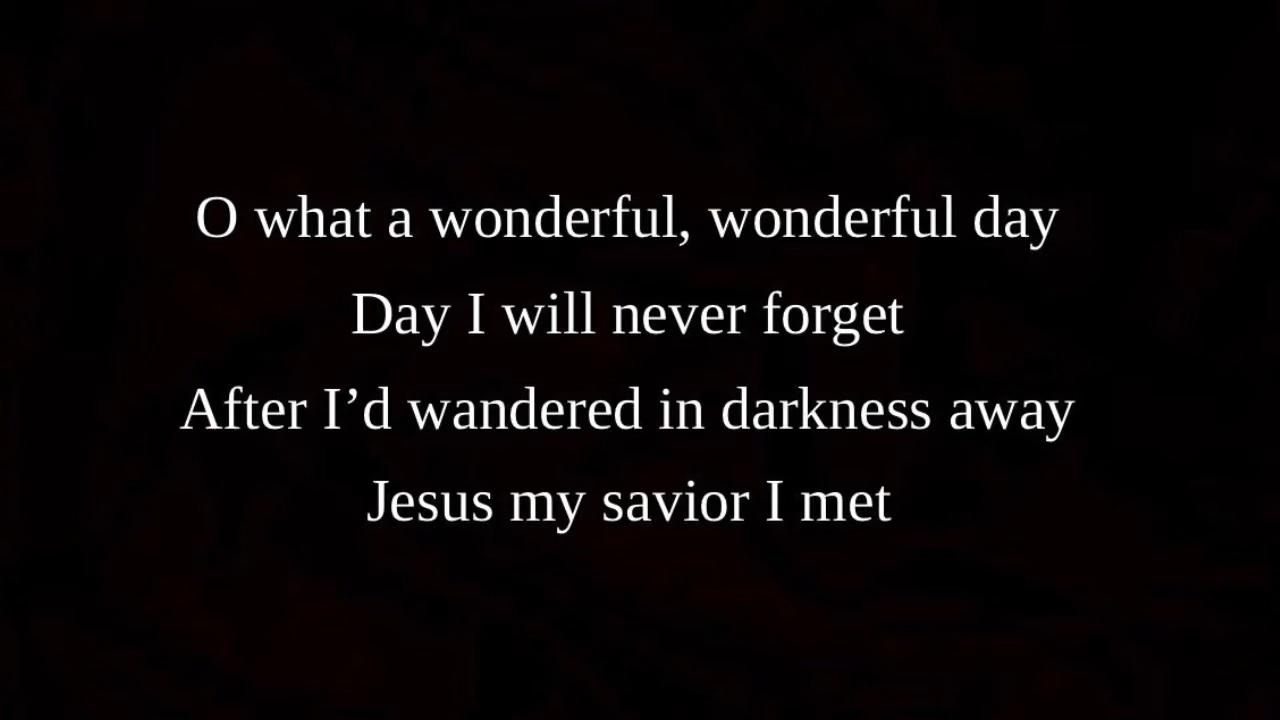 O what a wonderful, wonderful day
Day I will never forget
After I’d wandered in darkness away
Jesus my savior I met